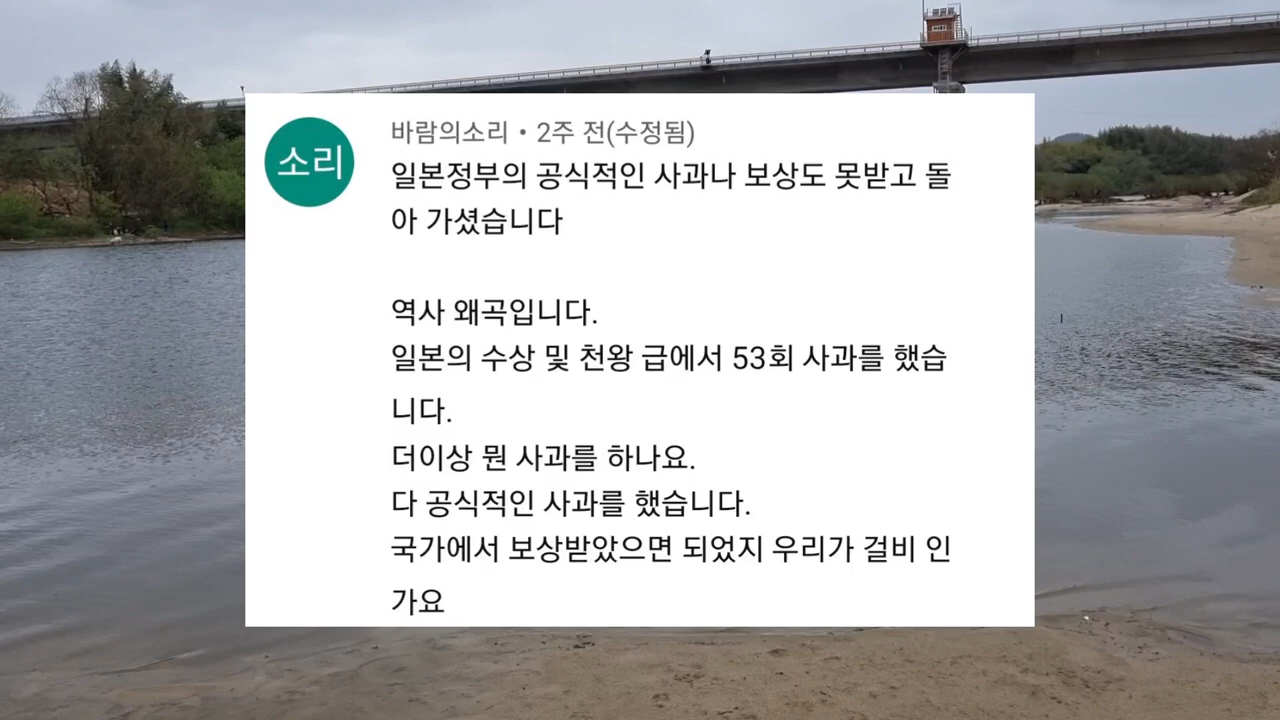 소리
바람의소리 • 2주 전(수정됨)
일본정부의 공식적인 사과나 보상도 못받고 돌
아 가셨습니다
역사 왜곡입니다.
일본의 수상 및 천왕 급에서 53회 사과를 했습
니다.
더이상 뭔 사과를 하나요.
다 공식적인 사과를 했습니다.
국가에서 보상받았으면 되었지 우리가 걸비 인
가요